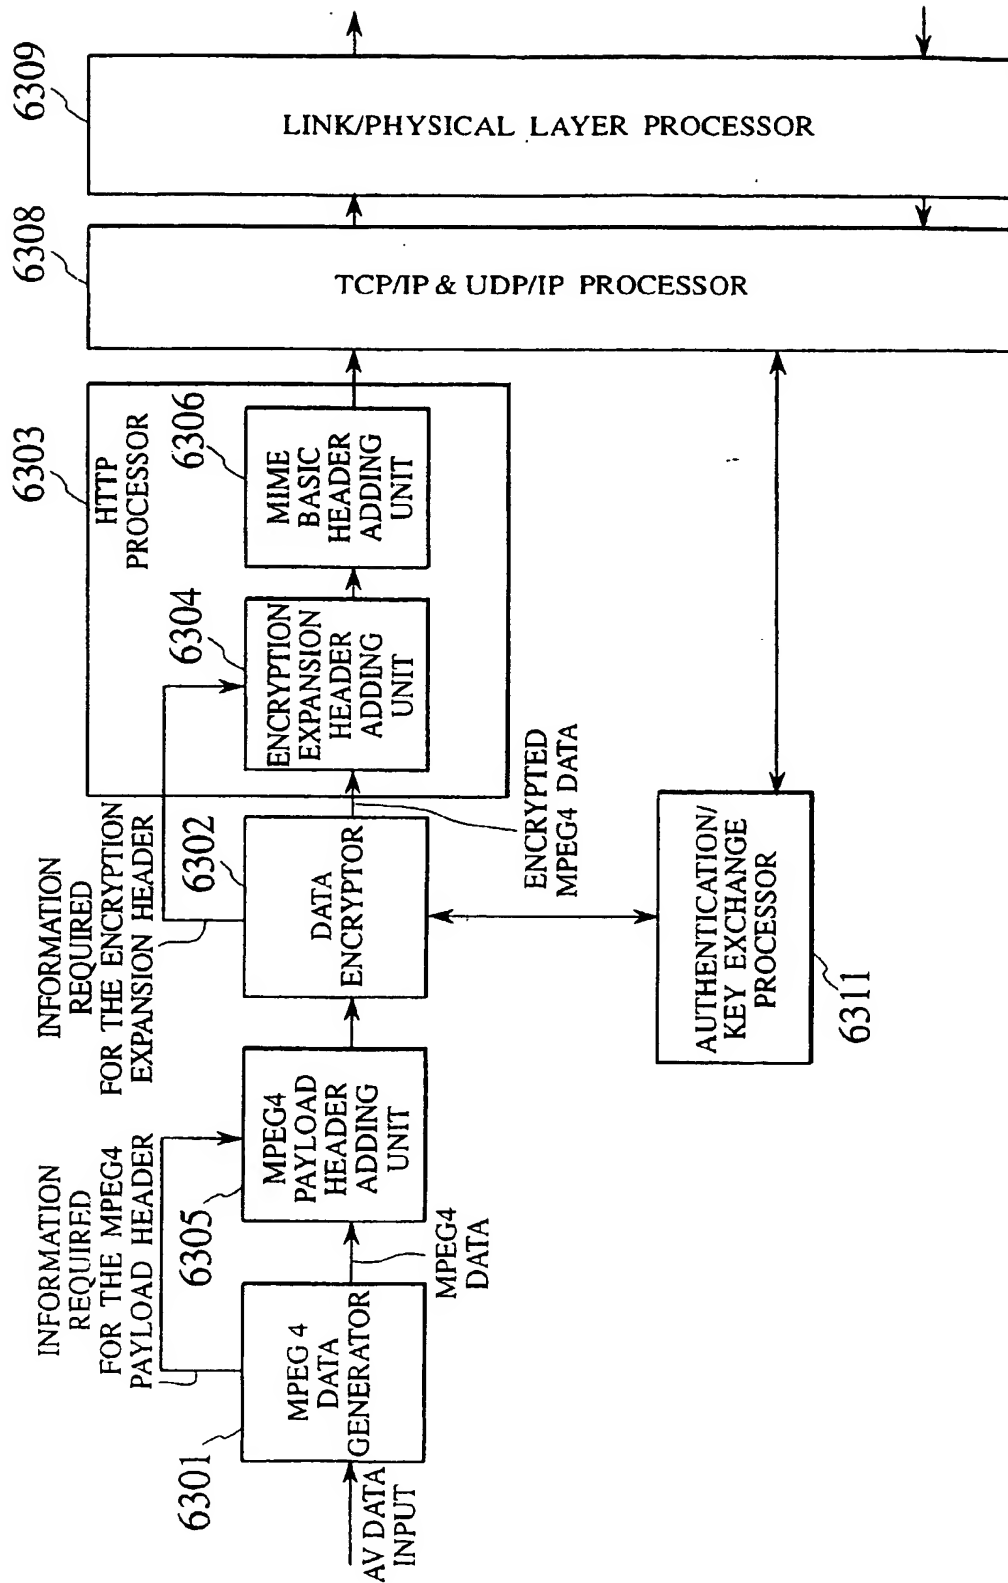 INFORMATION
REQUIRED
FOR THE MPEG4
PAYLOAD HEADER
INFORMATION
REQUIRED
FOR THE ENCRYPTION
EXPANSION HEADER
6303
HTTP
PROCESSOR
6308
6309
6301
6305
6302
6304
6306
AV DATA
INPUT
MPEG 4
DATA
GENERATOR
MPEG4
DATA
MPEG4
PAYLOAD
HEADER
ADDING
UNIT
DATA
ENCRYPTOR
ENCRYPTED
MPEG4 DATA
ENCRYPTION
EXPANSION
HEADER
ADDING
UNIT
MIME
BASIC
HEADER
ADDING
UNIT
TCP/IP & UDP/IP PROCESSOR
LINK/PHYSICAL LAYER PROCESSOR
AUTHENTICATION/
KEY EXCHANGE
PROCESSOR
6311